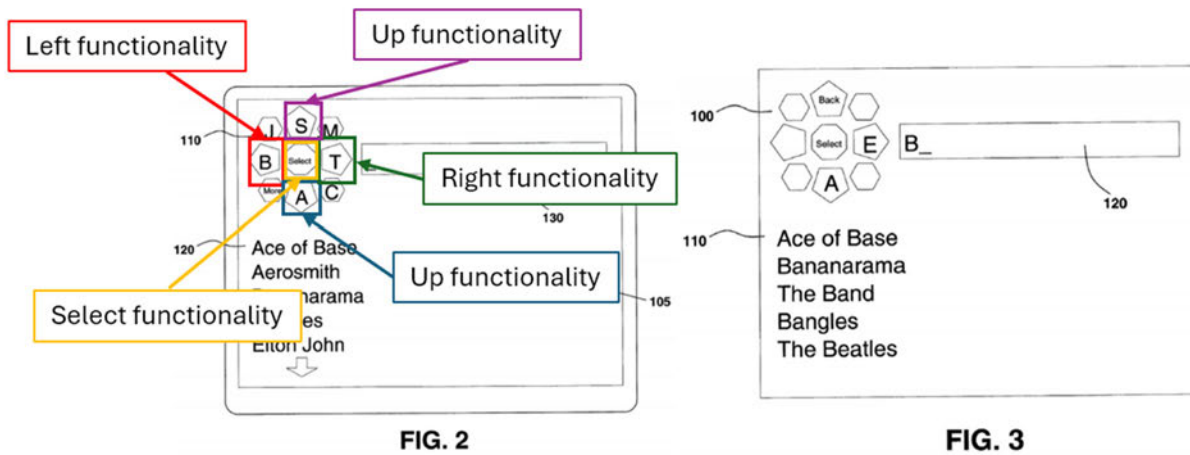 Left functionality
Up functionality
110
J S M
B Select T
More A C
Right functionality
130
120
Ace of Base
Aerosmith
narama
es
Elton John
Up functionality
105
Select functionality
FIG. 2
100
Back
Select E
A
B_
120
110
Ace of Base
Bananarama
The Band
Bangles
The Beatles
FIG. 3